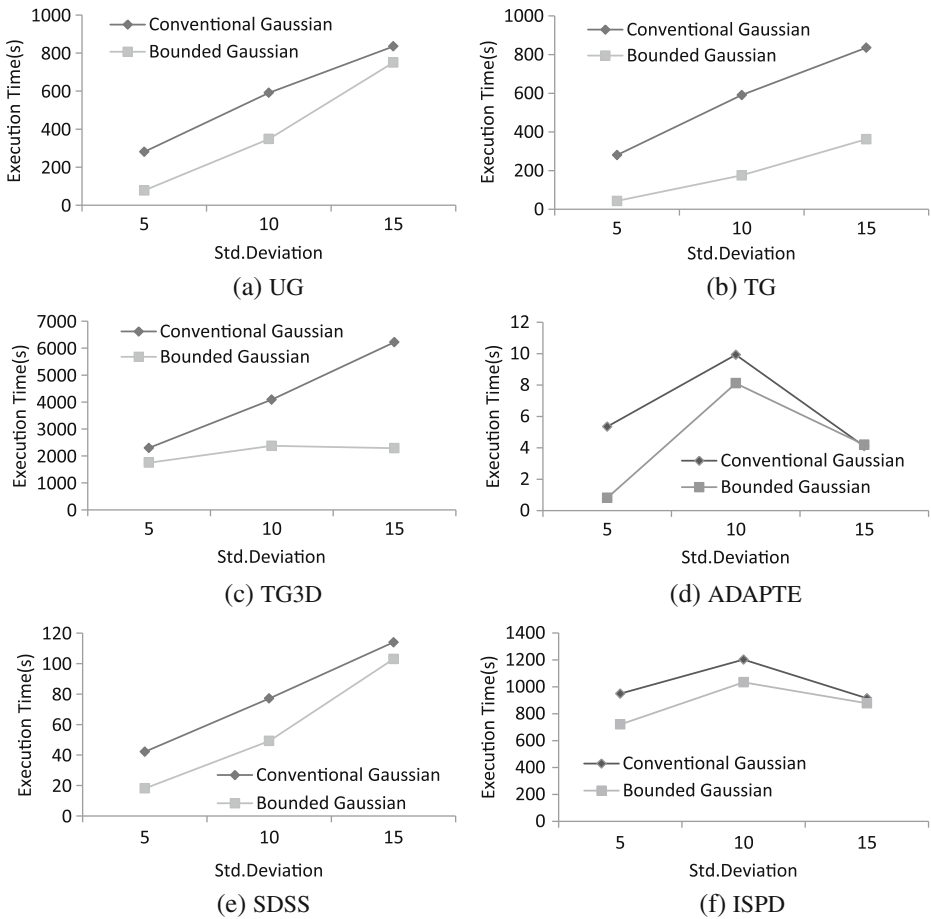 1000
800
600
400
200
0
Execution Time(s)
Conventional Gaussian
Bounded Gaussian
5 10 15
Std.Deviation
(a) UG
1000
800
600
400
200
0
Execution Time(s)
Conventional Gaussian
Bounded Gaussian
5 10 15
Std.Deviation
(b) TG
7000
6000
5000
4000
3000
2000
1000
0
Execution Time(s)
Conventional Gaussian
Bounded Gaussian
5 10 15
Std.Deviation
(c) TG3D
12
10
8
6
4
2
0
Execution Time(s)
Conventional Gaussian
Bounded Gaussian
5 10 15
Std.Deviation
(d) ADAPTE
120
100
80
60
40
20
0
Execution Time(s)
Conventional Gaussian
Bounded Gaussian
5 10 15
Std.Deviation
(e) SDSS
1400
1200
1000
800
600
400
200
0
Execution Time(s)
Conventional Gaussian
Bounded Gaussian
5 10 15
Std.Deviation
(f) ISPD